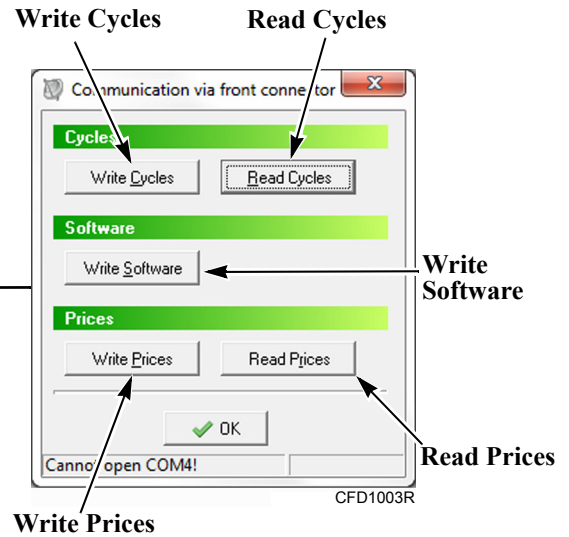 Write Cycles
Read Cycles
Communication via front connector
Cycles
Write Cycles
Read Cycles
Software
Write Software
Write
Software
Prices
Write Prices
Read Prices
OK
Cannot open COM4!
Read Prices
CFD1003R
Write Prices